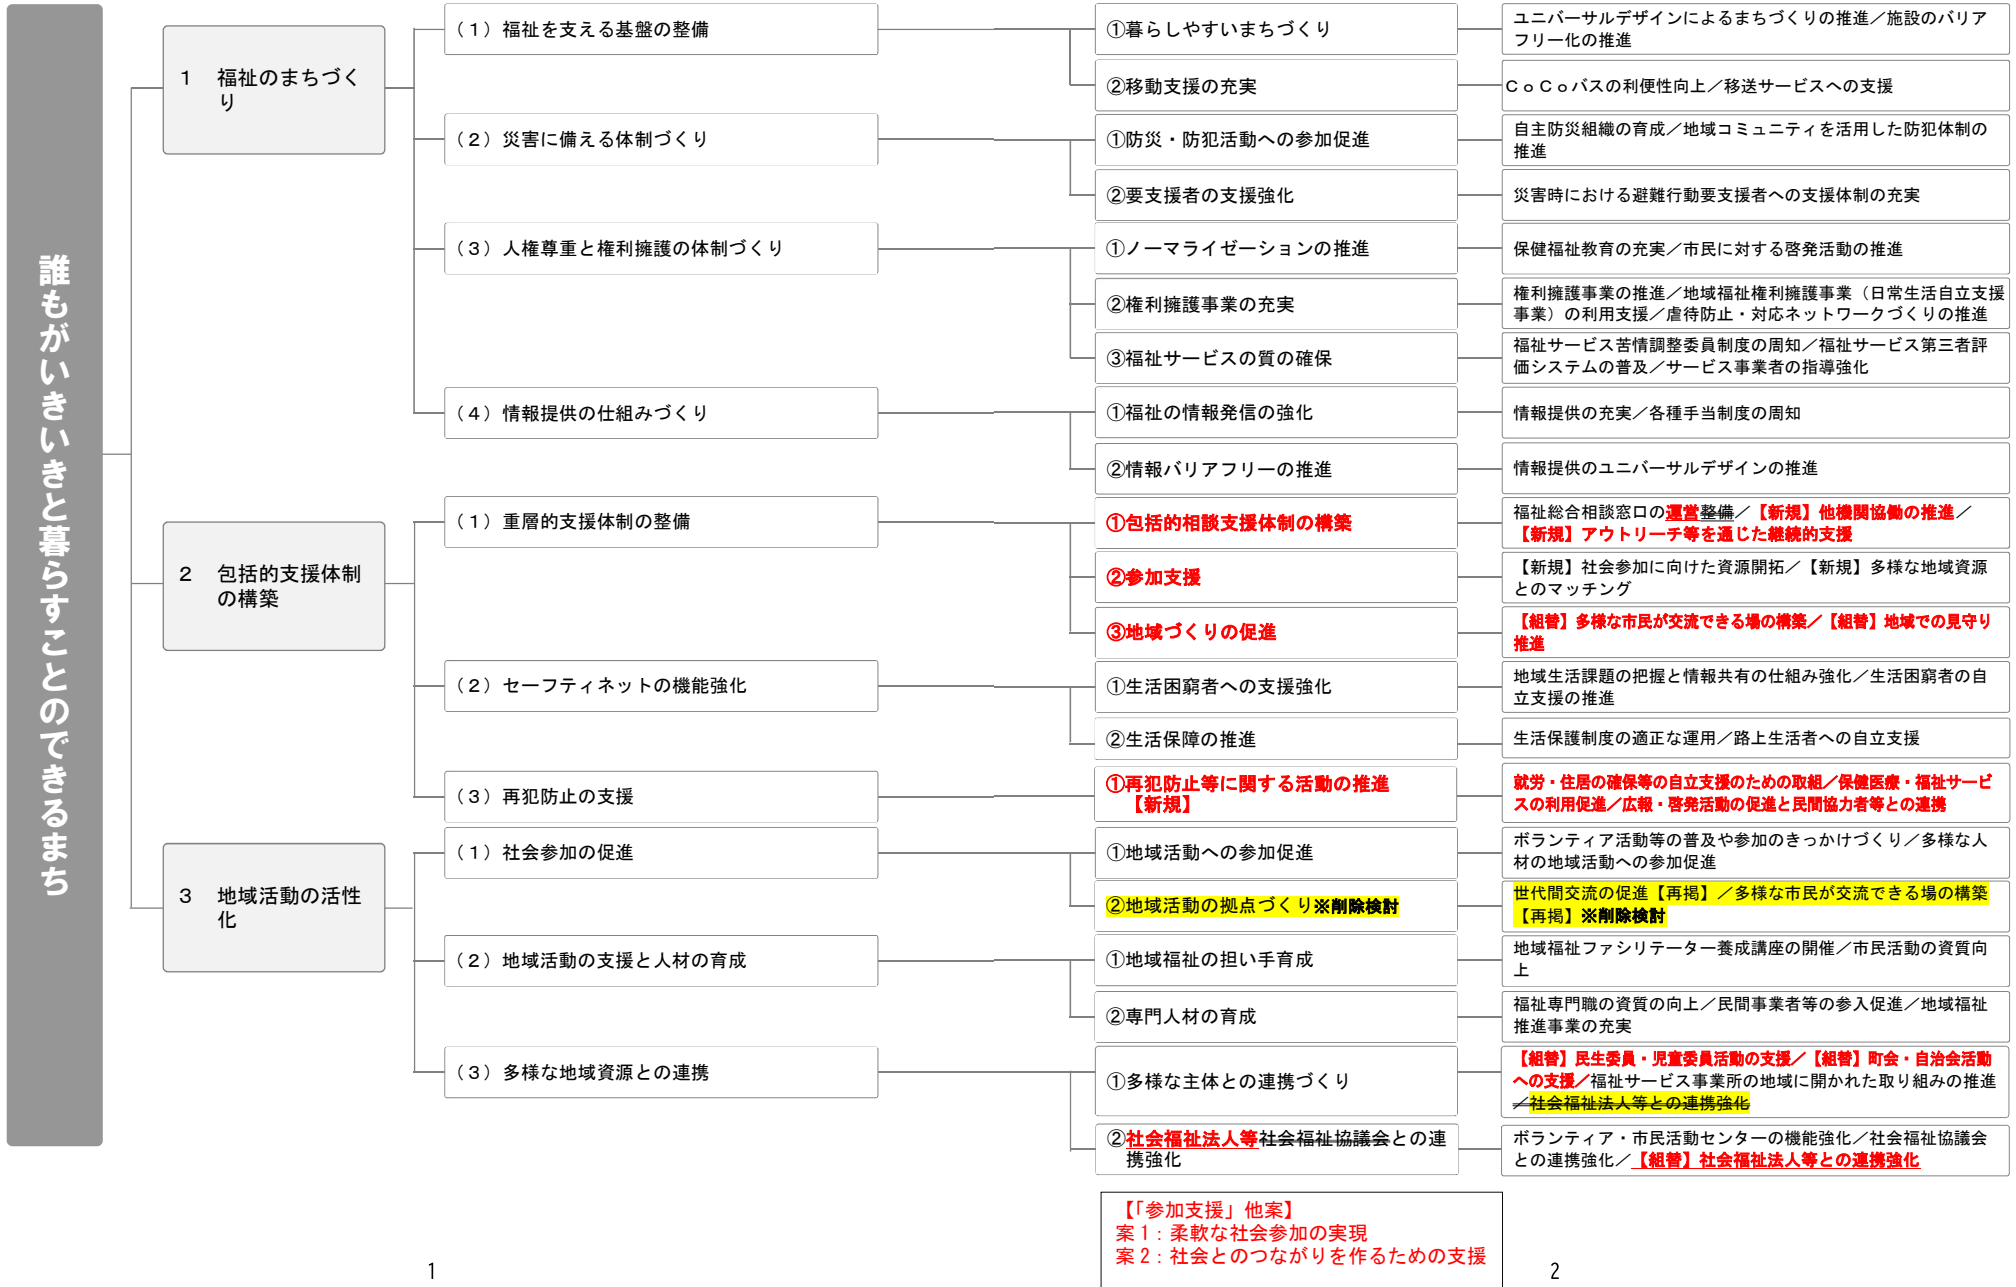 誰もがいきいきと暮らすことのできるまち
1 福祉のまちづく
り
(1)福祉を支える基盤の整備
①暮らしやすいまちづくり
ユニバーサルデザインによるまちづくりの推進／施設のバリア
フリー化の推進
②移動支援の充実
CoCoバスの利便性向上／移送サービスへの支援
(2)災害に備える体制づくり
①防災・防犯活動への参加促進
自主防災組織の育成／地域コミュニティを活用した防犯体制の
推進
②要支援者の支援強化
災害時における避難行動要支援者への支援体制の充実
(3)人権尊重と権利擁護の体制づくり
①ノーマライゼーションの推進
保健福祉教育の充実／市民に対する啓発活動の推進
②権利擁護事業の充実
権利擁護事業の推進／地域福祉権利擁護事業(日常生活自立支援
事業)の利用支援／虐待防止・対応ネットワークづくりの推進
③福祉サービスの質の確保
福祉サービス苦情調整委員制度の周知／福祉サービス第三者評
価システムの普及／サービス事業者の指導強化
(4)情報提供の仕組みづくり
①福祉の情報発信の強化
情報提供の充実／各種手当制度の周知
②情報バリアフリーの推進
情報提供のユニバーサルデザインの推進
2 包括的支援体制
の構築
(1)重層的支援体制の整備
①包括的相談支援体制の構築
福祉総合相談窓口の運営整備／【新規】他機関協働の推進／
【新規】アウトリーチ等を通じた継続的支援
②参加支援
【新規】社会参加に向けた資源開拓／【新規】多様な地域資源
とのマッチング
③地域づくりの促進
【組替】多様な市民が交流できる場の構築／【組替】地域での見守り
推進
(2)セーフティネットの機能強化
①生活困窮者への支援強化
地域生活課題の把握と情報共有の仕組み強化／生活困窮者の自
立支援の推進
②生活保障の推進
生活保護制度の適正な運用／路上生活者への自立支援
(3)再犯防止の支援
①再犯防止等に関する活動の推進
【新規】
就労・住居の確保等の自立支援のための取組／保健医療・福祉サービ
スの利用促進／広報・啓発活動の促進と民間協力者等との連携
3 地域活動の活性
化
(1)社会参加の促進
①地域活動への参加促進
ボランティア活動等の普及や参加のきっかけづくり／多様な人
材の地域活動への参加促進
②地域活動の拠点づくり※削除検討
世代間交流の促進【再掲】／多様な市民が交流できる場の構築
【再掲】※削除検討
(2)地域活動の支援と人材の育成
①地域福祉の担い手育成
地域福祉ファシリテーター養成講座の開催／市民活動の資質向
上
②専門人材の育成
福祉専門職の資質の向上／民間事業者等の参入促進／地域福祉
推進事業の充実
(3)多様な地域資源との連携
①多様な主体との連携づくり
【組替】民生委員・児童委員活動の支援／【組替】町会・自治会活動
への支援／福祉サービス事業所の地域に開かれた取り組みの推進
／社会福祉法人等との連携強化
②社会福祉法人等社会福祉協議会との連
携強化
ボランティア・市民活動センターの機能強化／社会福祉協議会
との連携強化／【組替】社会福祉法人等との連携強化
【「参加支援」他案】
案1：柔軟な社会参加の実現
案2：社会とのつながりを作るための支援
1
2